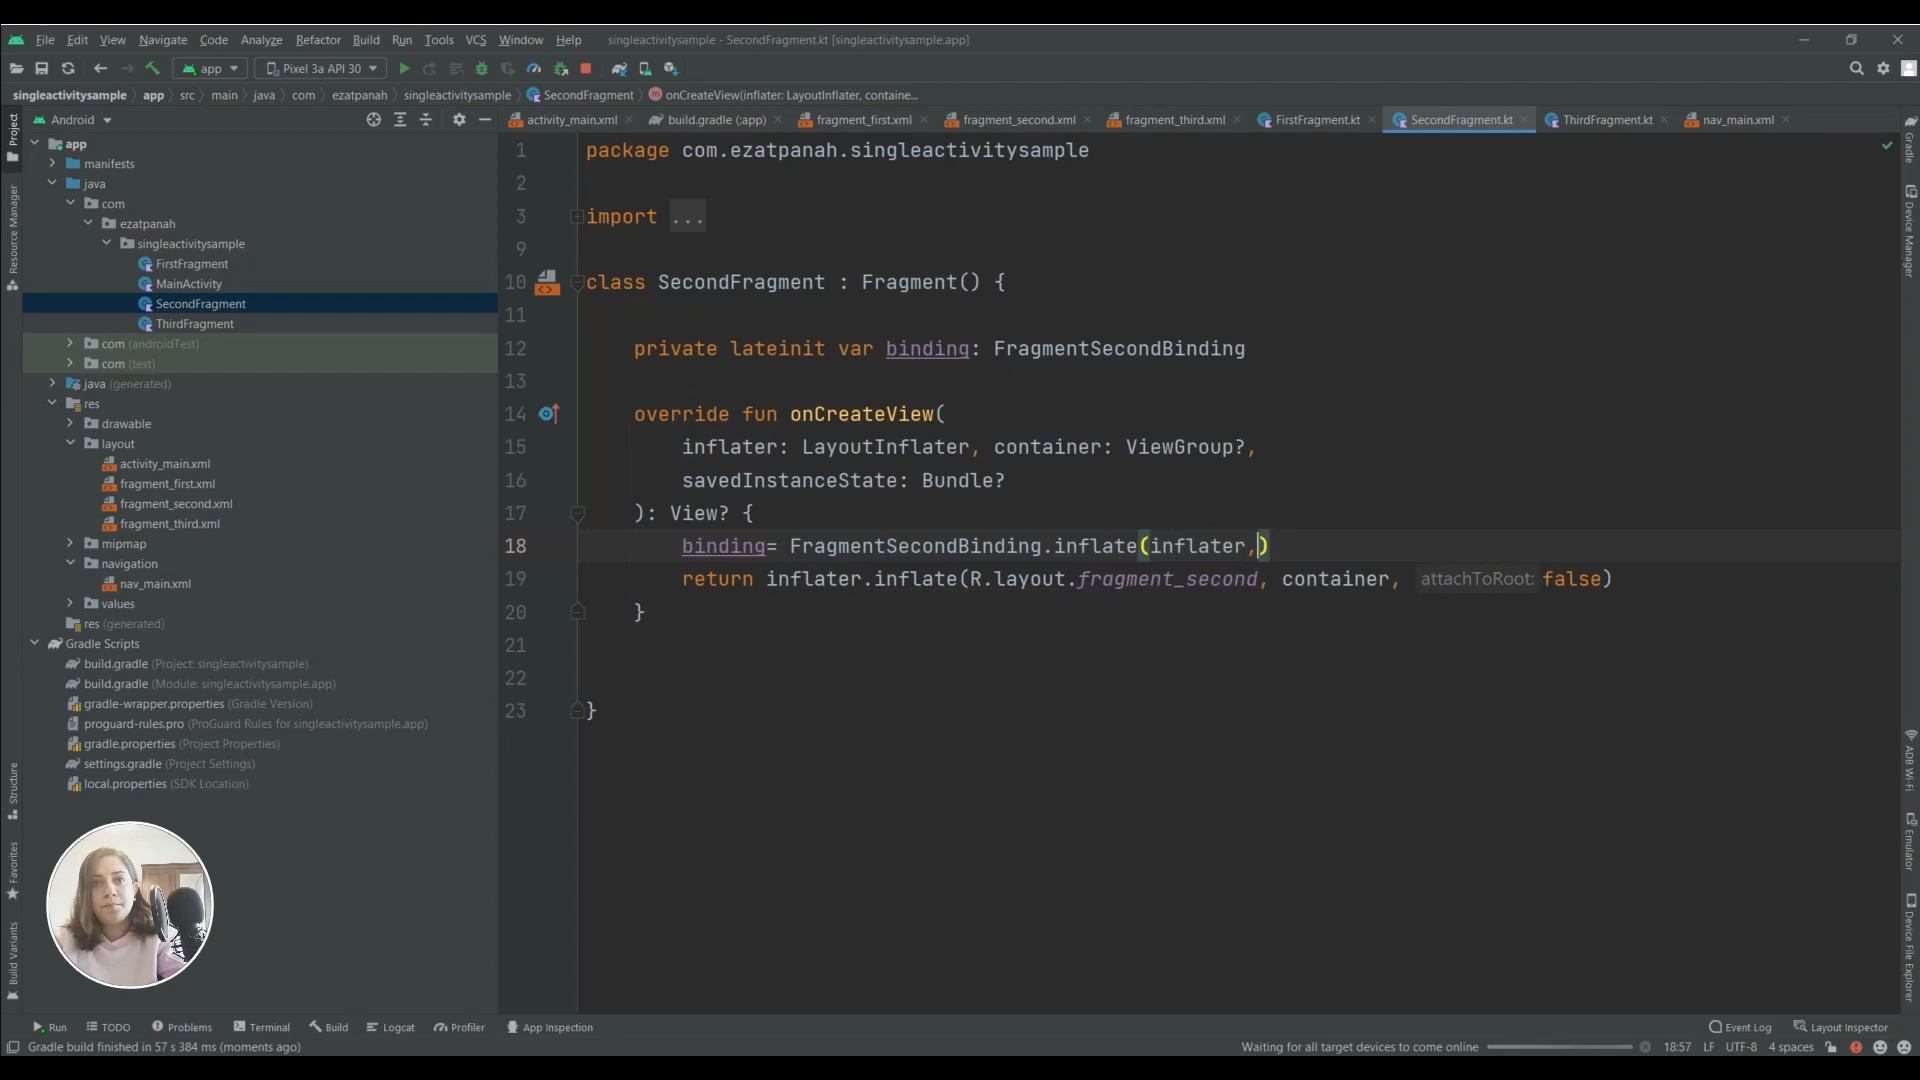 File Edit View Navigate Code Analyze Refactor Build Run Tools VCS Window Help singleactivitysample - SecondFragment.kt [singleactivitysample.app]
app Pixel 3a API 30
singleactivitysample app src main java com ezatpanah singleactivitysample SecondFragment onCreateView(inflater: LayoutInflater, containe...
Android
activity_main.xml build.gradle (:app) fragment_first.xml fragment_second.xml fragment_third.xml FirstFragment.kt SecondFragment.kt ThirdFragment.kt nav_main.xml
Project
Resource Manager
Structure
Favorites
Build Variants
app
manifests
java
com
ezatpanah
singleactivitysample
FirstFragment
MainActivity
SecondFragment
ThirdFragment
com (androidTest)
com (test)
java (generated)
res
drawable
layout
activity_main.xml
fragment_first.xml
fragment_second.xml
fragment_third.xml
mipmap
navigation
nav_main.xml
values
res (generated)
Gradle Scripts
build.gradle (Project: singleactivitysample)
build.gradle (Module: singleactivitysample.app)
gradle-wrapper.properties (Gradle Version)
proguard-rules.pro (ProGuard Rules for singleactivitysample.app)
gradle.properties (Project Properties)
settings.gradle (Project Settings)
local.properties (SDK Location)
1 package com.ezatpanah.singleactivitysample
2
3 import ...
9
10 class SecondFragment : Fragment() {
11
12 private lateinit var binding: FragmentSecondBinding
13
14 override fun onCreateView(
15 inflater: LayoutInflater, container: ViewGroup?,
16 savedInstanceState: Bundle?
17 ): View? {
18 binding= FragmentSecondBinding.inflate(inflater,)
19 return inflater.inflate(R.layout.fragment_second, container, attachToRoot: false)
20 }
21
22
23 }
Gradle
Device Manager
ADB Wi-Fi
Emulator
Device File Explorer
Run TODO Problems Terminal Build Logcat Profiler App Inspection Event Log Layout Inspector
Gradle build finished in 57 s 384 ms (moments ago) Waiting for all target devices to come online 18:57 LF UTF-8 4 spaces